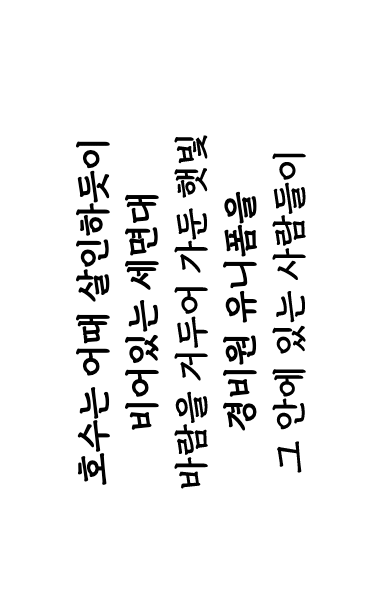 호수는 어때 살인하듯이
비어있는 세면대
바람을 거두어 가둔 햇빛
경비원 유니폼을
그 안에 있는 사람들이